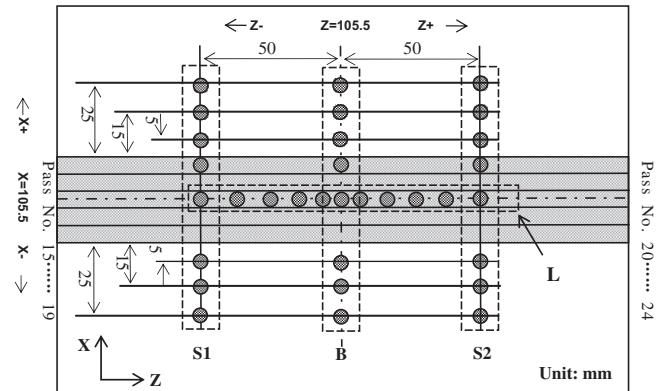 Z- Z=105.5 Z+
50 50
25
15
5
X+
X=105.5
X-
Pass No. 15…… 19
Pass No. 20…… 24
5
15
25
L
X
Z
S1 B S2
Unit: mm